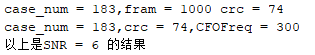 case_num = 183,fram = 1000 crc = 74
case_num = 183,crc = 74,CFOFreq = 300
以上是SNR = 6 的结果